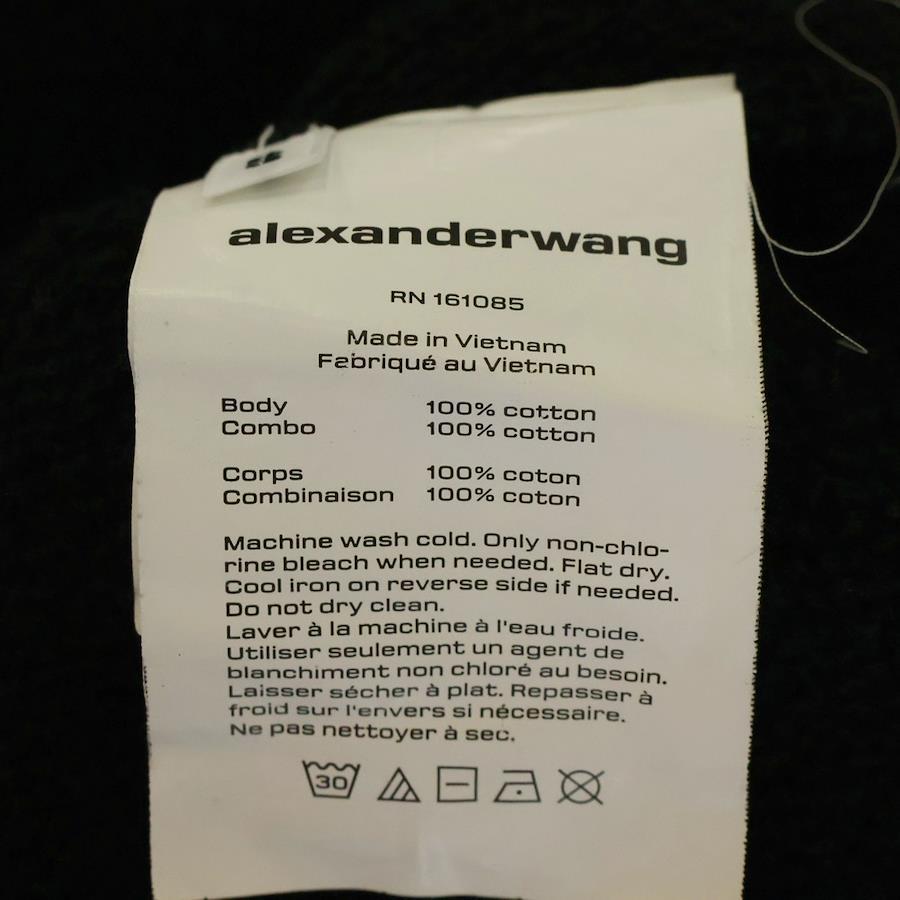 alexanderwang
RN 161085
Made in Vietnam
Fabriqué au Vietnam
Body 100% cotton
Combo 100% cotton
Corps 100% coton
Combinaison 100% coton
Machine wash cold. Only non-chlo-
rine bleach when needed. Flat dry.
Cool iron on reverse side if needed.
Do not dry clean.
Laver à la machine à l'eau froide.
Utiliser seulement un agent de
blanchiment non chloré au besoin.
Laisser sécher à plat. Repasser à
froid sur l'envers si nécessaire.
Ne pas nettoyer à sec.
30